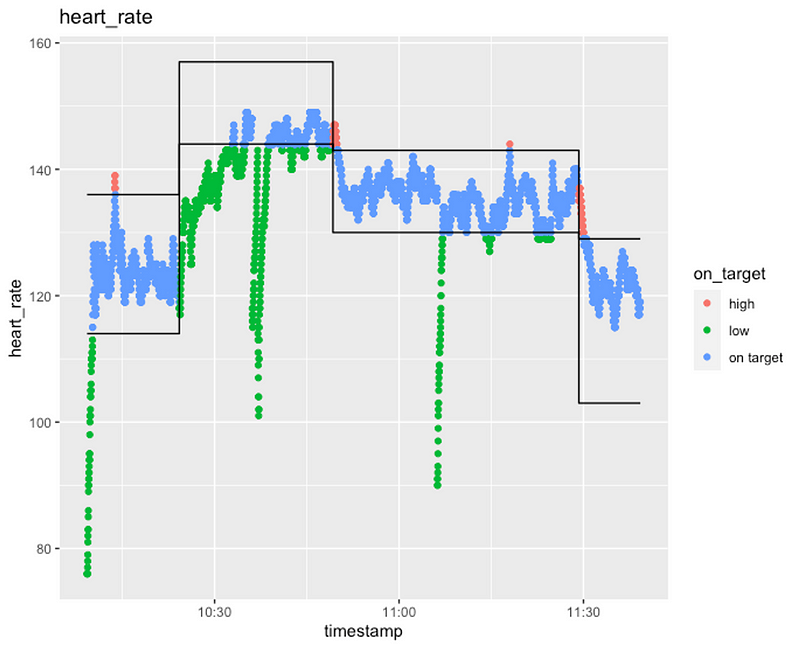 heart_rate
160
140
120
100
80
heart_rate
10:30
11:00
11:30
timestamp
on_target
high
low
on target